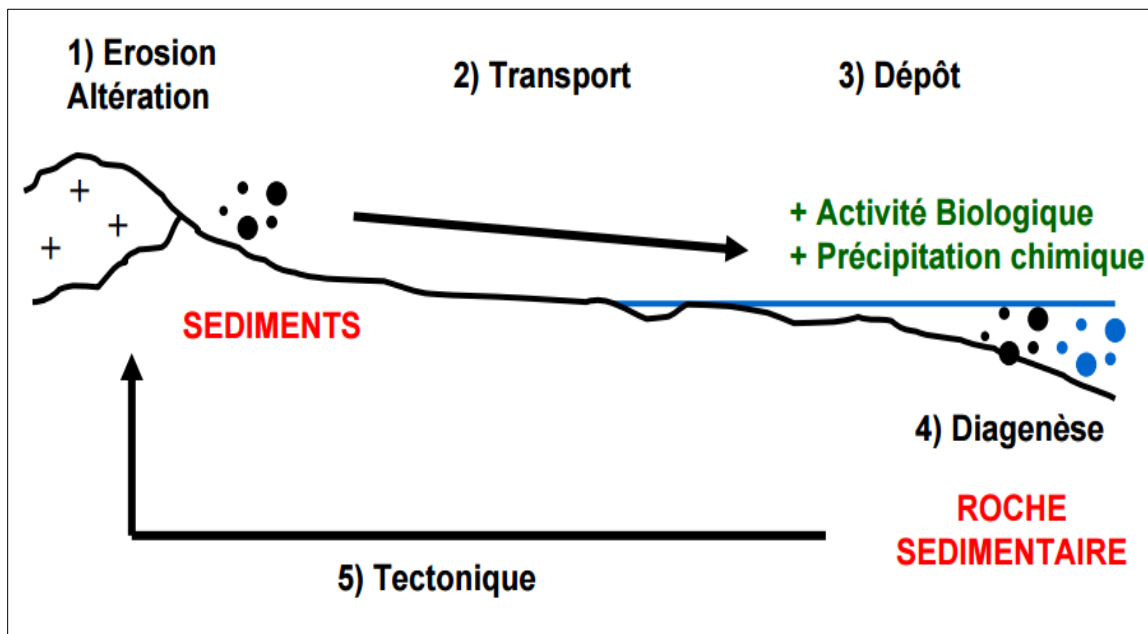 1) Erosion
Altération
2) Transport
3) Dépôt
+ Activité Biologique
+ Précipitation chimique
SEDIMENTS
4) Diagenèse
ROCHE
SEDIMENTAIRE
5) Tectonique